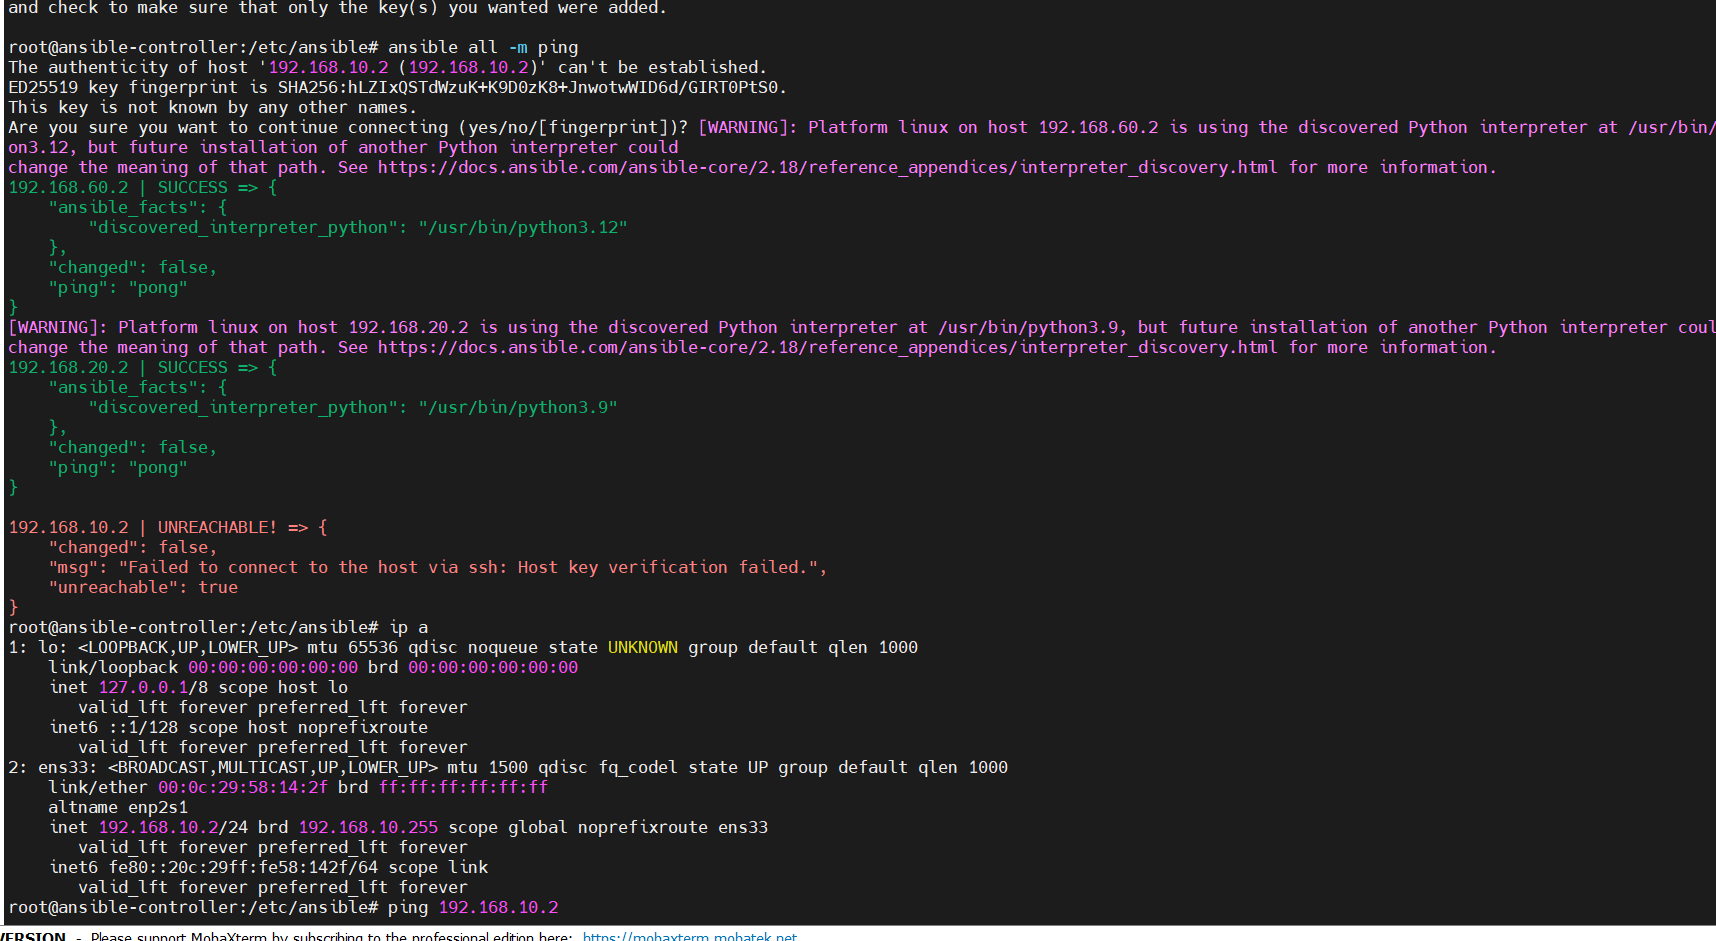 and check to make sure that only the key(s) you wanted were added.
root@ansible-controller:/etc/ansible# ansible all -m ping
The authenticity of host '192.168.10.2 (192.168.10.2)' can't be established.
ED25519 key fingerprint is SHA256:hLZIxQSTdWzuK+K9D0zK8+JnwotwWID6d/GIRT0PtS0.
This key is not known by any other names.
Are you sure you want to continue connecting (yes/no/[fingerprint])? [WARNING]: Platform linux on host 192.168.60.2 is using the discovered Python interpreter at /usr/bin/
on3.12, but future installation of another Python interpreter could
change the meaning of that path. See https://docs.ansible.com/ansible-core/2.18/reference_appendices/interpreter_discovery.html for more information.
192.168.60.2 | SUCCESS => {
    "ansible_facts": {
        "discovered_interpreter_python": "/usr/bin/python3.12"
    },
    "changed": false,
    "ping": "pong"
}
[WARNING]: Platform linux on host 192.168.20.2 is using the discovered Python interpreter at /usr/bin/python3.9, but future installation of another Python interpreter coul
change the meaning of that path. See https://docs.ansible.com/ansible-core/2.18/reference_appendices/interpreter_discovery.html for more information.
192.168.20.2 | SUCCESS => {
    "ansible_facts": {
        "discovered_interpreter_python": "/usr/bin/python3.9"
    },
    "changed": false,
    "ping": "pong"
}
192.168.10.2 | UNREACHABLE! => {
    "changed": false,
    "msg": "Failed to connect to the host via ssh: Host key verification failed.",
    "unreachable": true
}
root@ansible-controller:/etc/ansible# ip a
1: lo: <LOOPBACK,UP,LOWER_UP> mtu 65536 qdisc noqueue state UNKNOWN group default qlen 1000
    link/loopback 00:00:00:00:00:00 brd 00:00:00:00:00:00
    inet 127.0.0.1/8 scope host lo
       valid_lft forever preferred_lft forever
    inet6 ::1/128 scope host noprefixroute
       valid_lft forever preferred_lft forever
2: ens33: <BROADCAST,MULTICAST,UP,LOWER_UP> mtu 1500 qdisc fq_codel state UP group default qlen 1000
    link/ether 00:0c:29:58:14:2f brd ff:ff:ff:ff:ff:ff
    altname enp2s1
    inet 192.168.10.2/24 brd 192.168.10.255 scope global noprefixroute ens33
       valid_lft forever preferred_lft forever
    inet6 fe80::20c:29ff:fe58:142f/64 scope link
       valid_lft forever preferred_lft forever
root@ansible-controller:/etc/ansible# ping 192.168.10.2
VERSION - Please support MobaXterm by subscribing to the professional edition here: https://mobaxterm.mobatek.net